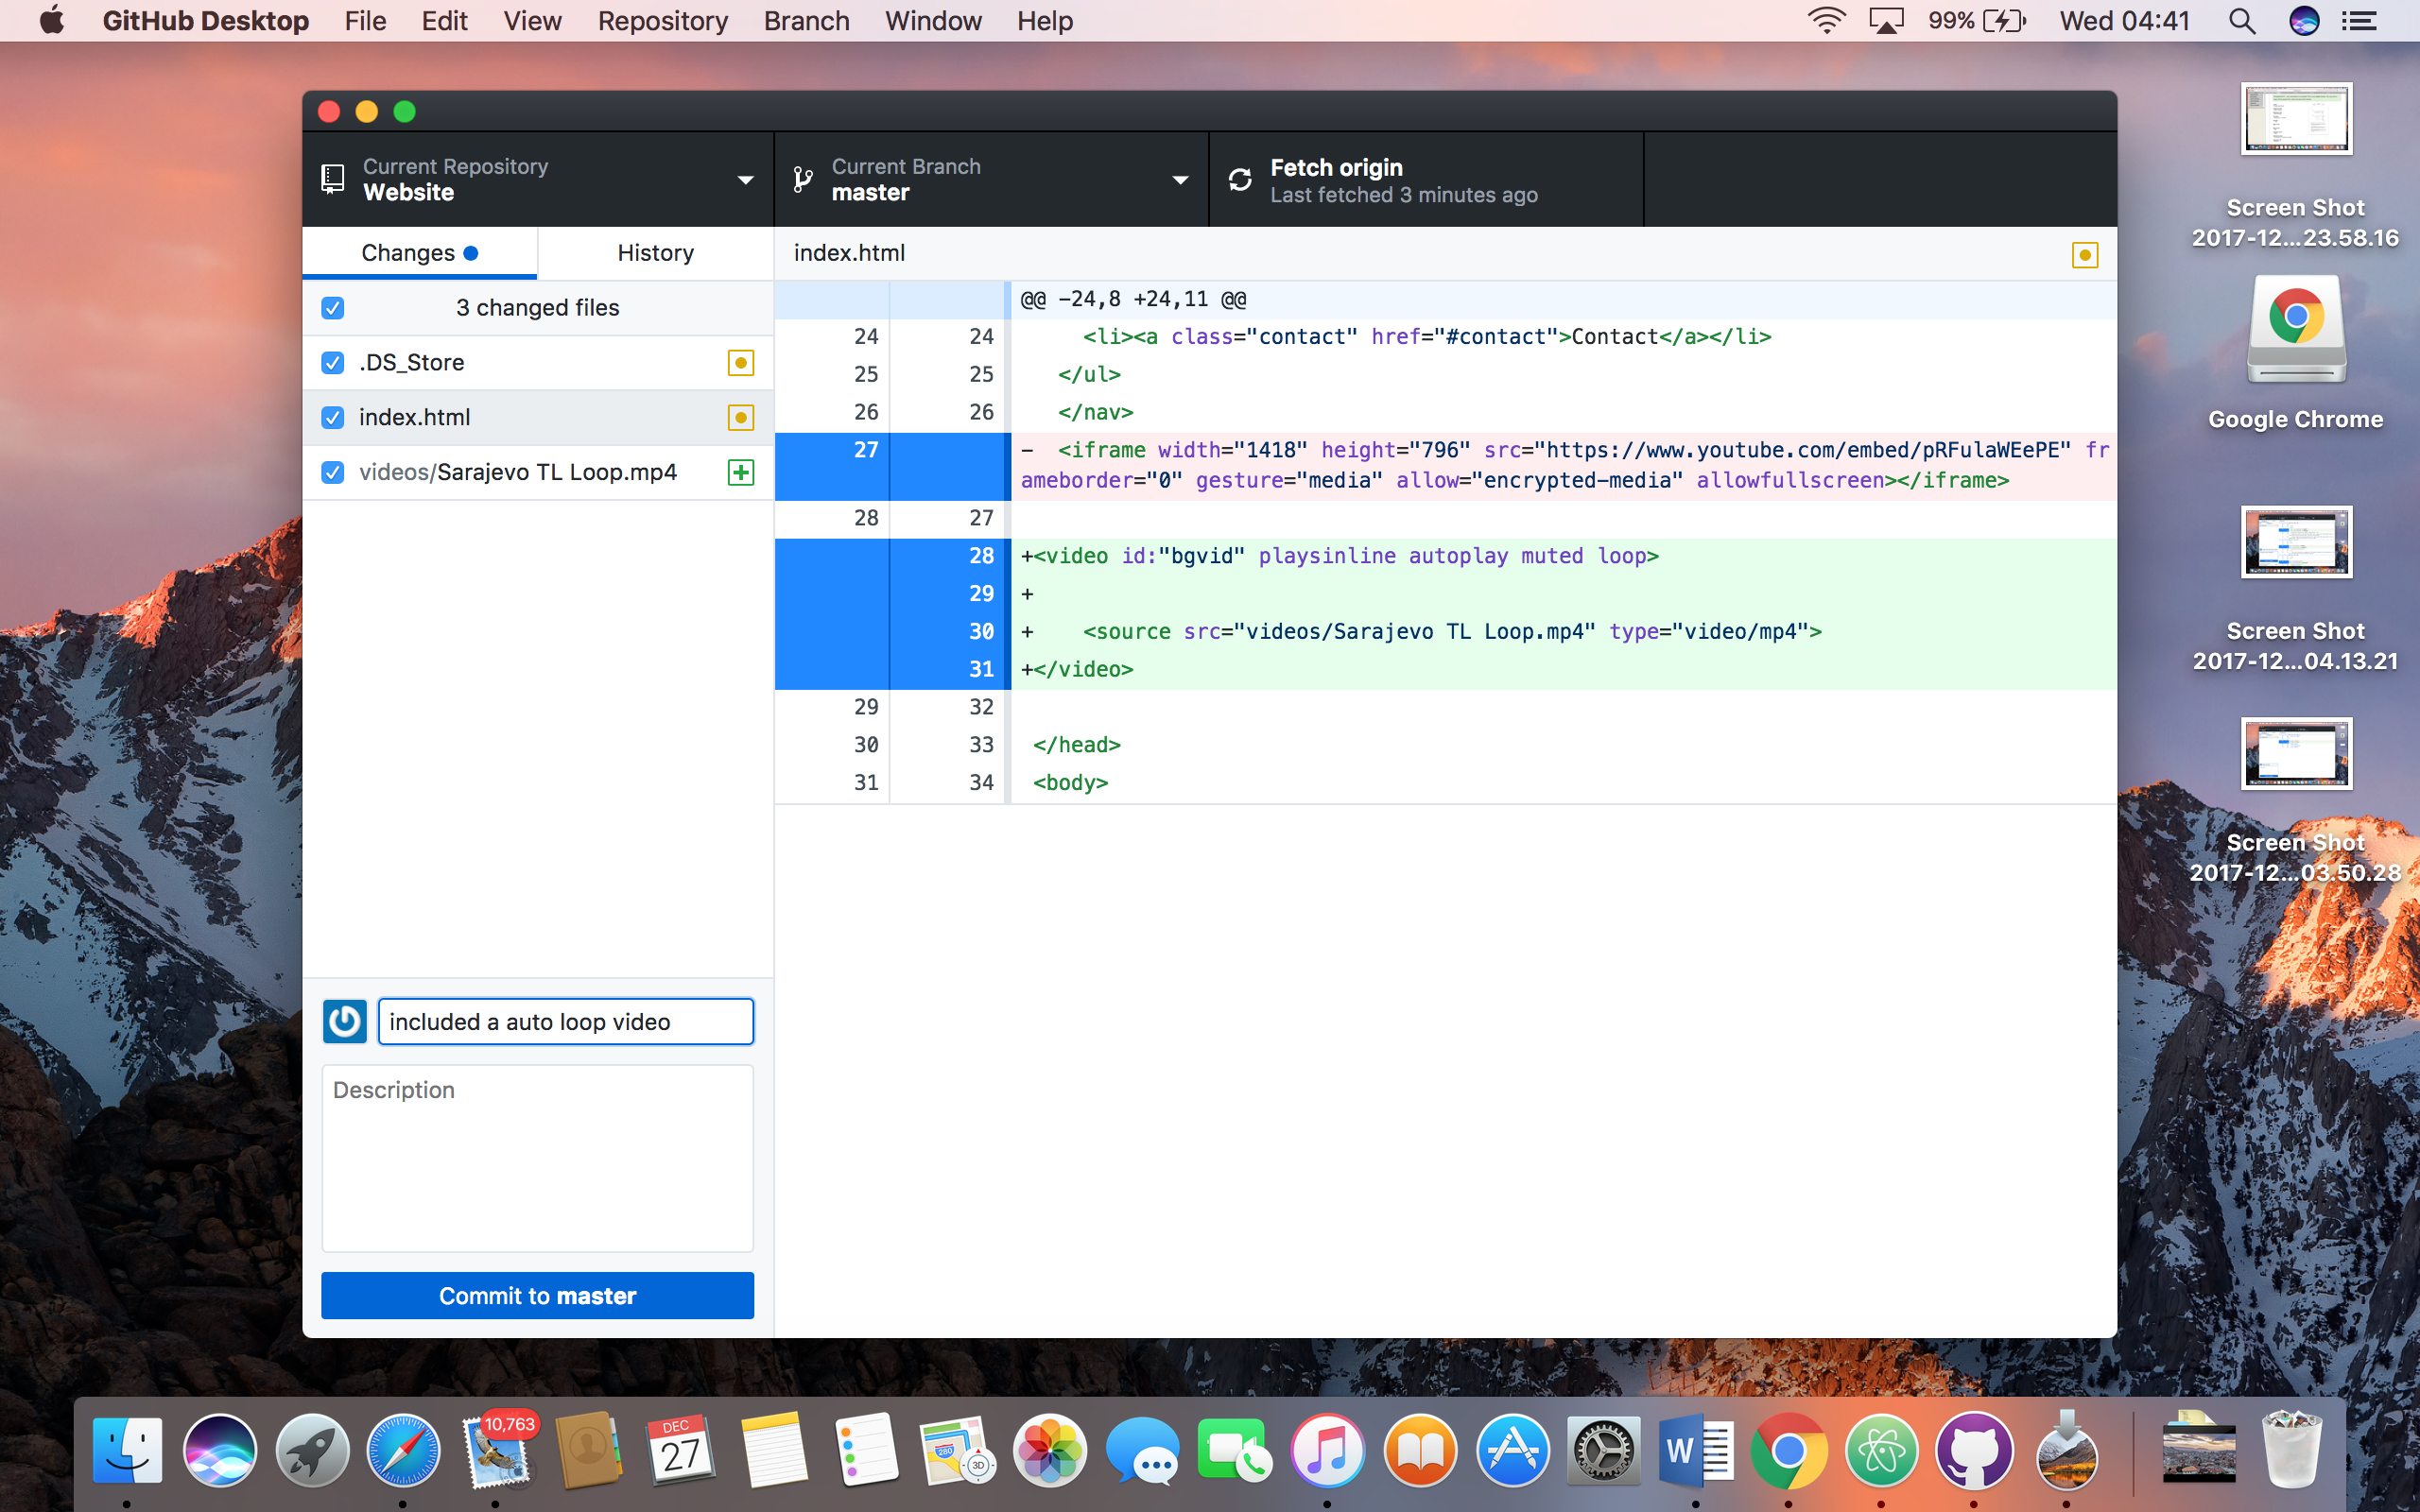 GitHub Desktop File Edit View Repository Branch Window Help 99% Wed 04:41
Current Repository
Website
Current Branch
master
Fetch origin
Last fetched 3 minutes ago
Changes History
3 changed files
.DS_Store
index.html
videos/Sarajevo TL Loop.mp4
index.html
@@ -24,8 +24,11 @@
24 24 <li><a class="contact" href="#contact">Contact</a></li>
25 25 </ul>
26 26 </nav>
27 - <iframe width="1418" height="796" src="https://www.youtube.com/embed/pRFulaWEePE" fr
ameborder="0" gesture="media" allow="encrypted-media" allowfullscreen></iframe>
28 27
28 +<video id:"bgvid" playsinline autoplay muted loop>
29 +
30 + <source src="videos/Sarajevo TL Loop.mp4" type="video/mp4">
31 +</video>
29 32
30 33 </head>
31 34 <body>
included a auto loop video
Description
Commit to master
Screen Shot
2017-12...23.58.16
Google Chrome
Screen Shot
2017-12...04.13.21
Screen Shot
2017-12...03.50.28
10,763
DEC
27
280
3D
W